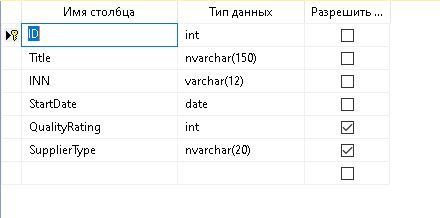 Имя столбца Тип данных Разрешить ...
ID int
Title nvarchar(150)
INN varchar(12)
StartDate date
QualityRating int
SupplierType nvarchar(20)